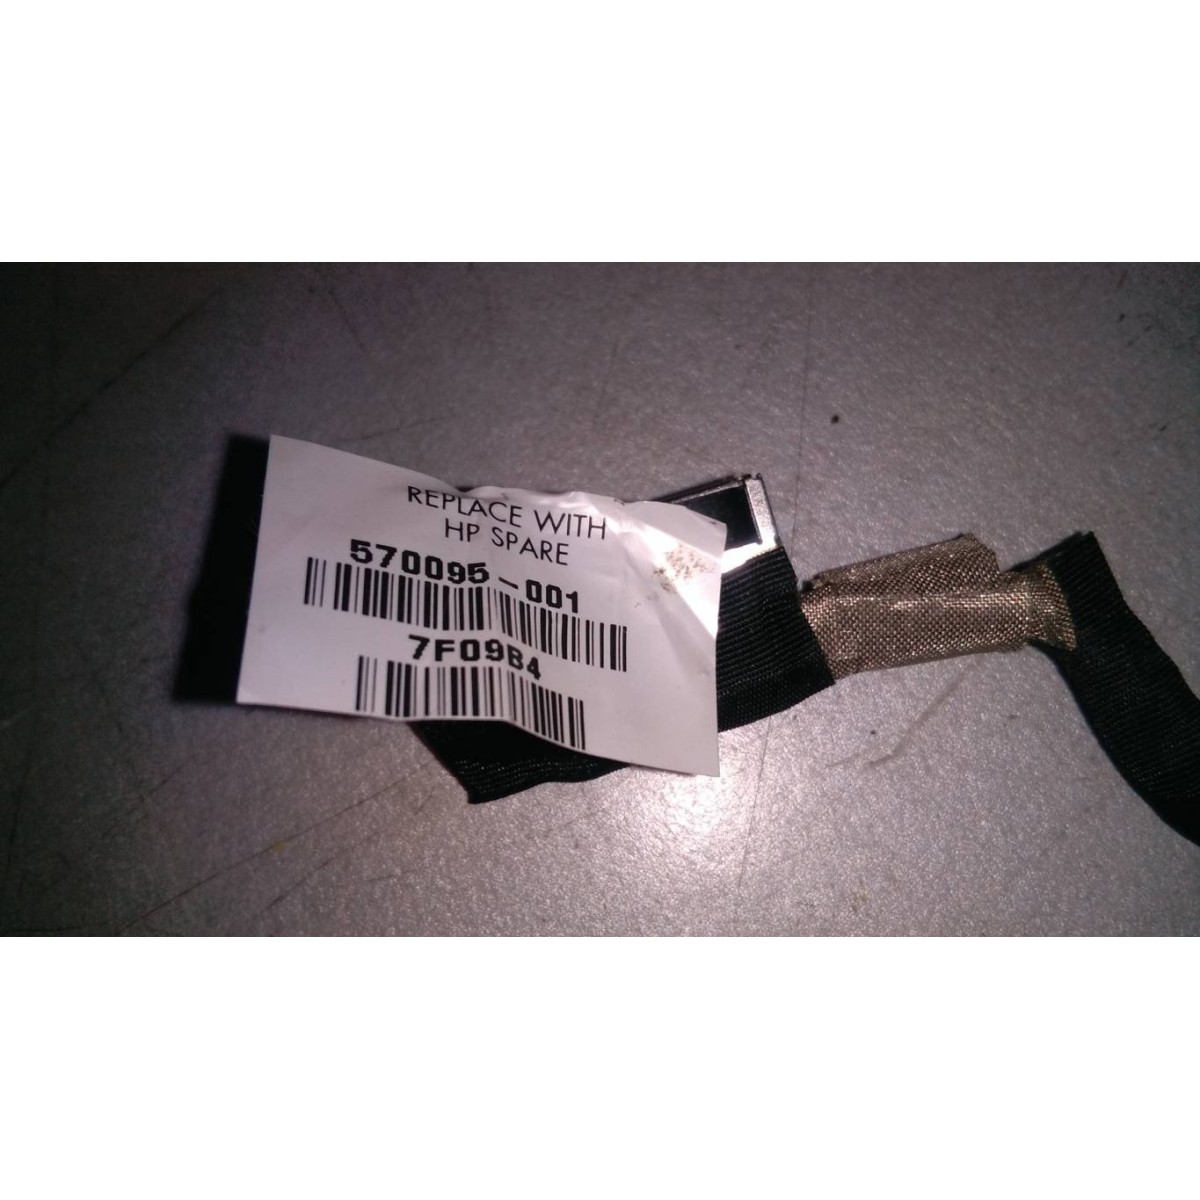 REPLACE WITH
HP SPARE
570095-001
7F09B4